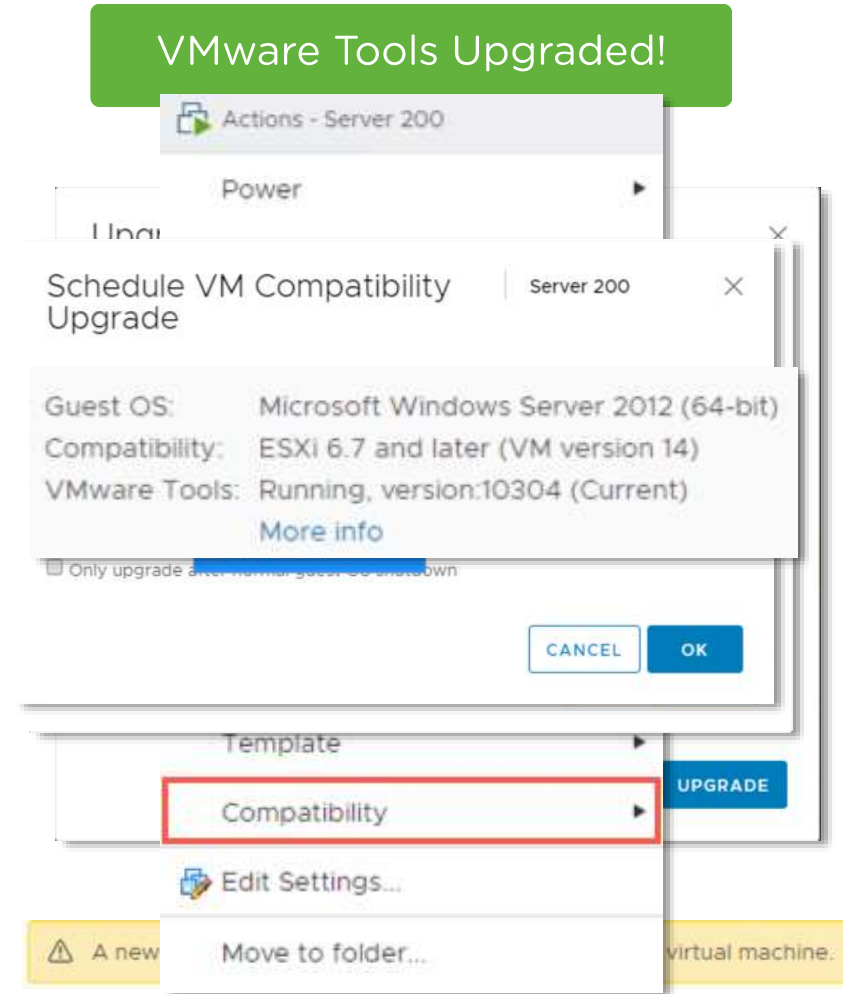 VMware Tools Upgraded!
Actions - Server 200
Power
Schedule VM Compatibility
Upgrade
Server 200
Guest OS: Microsoft Windows Server 2012 (64-bit)
Compatibility: ESXi 6.7 and later (VM version 14)
VMware Tools: Running, version:10304 (Current)
More info
Only upgrade
CANCEL OK
Template
UPGRADE
Compatibility
Edit Settings...
A new
Move to folder...
virtual machine.